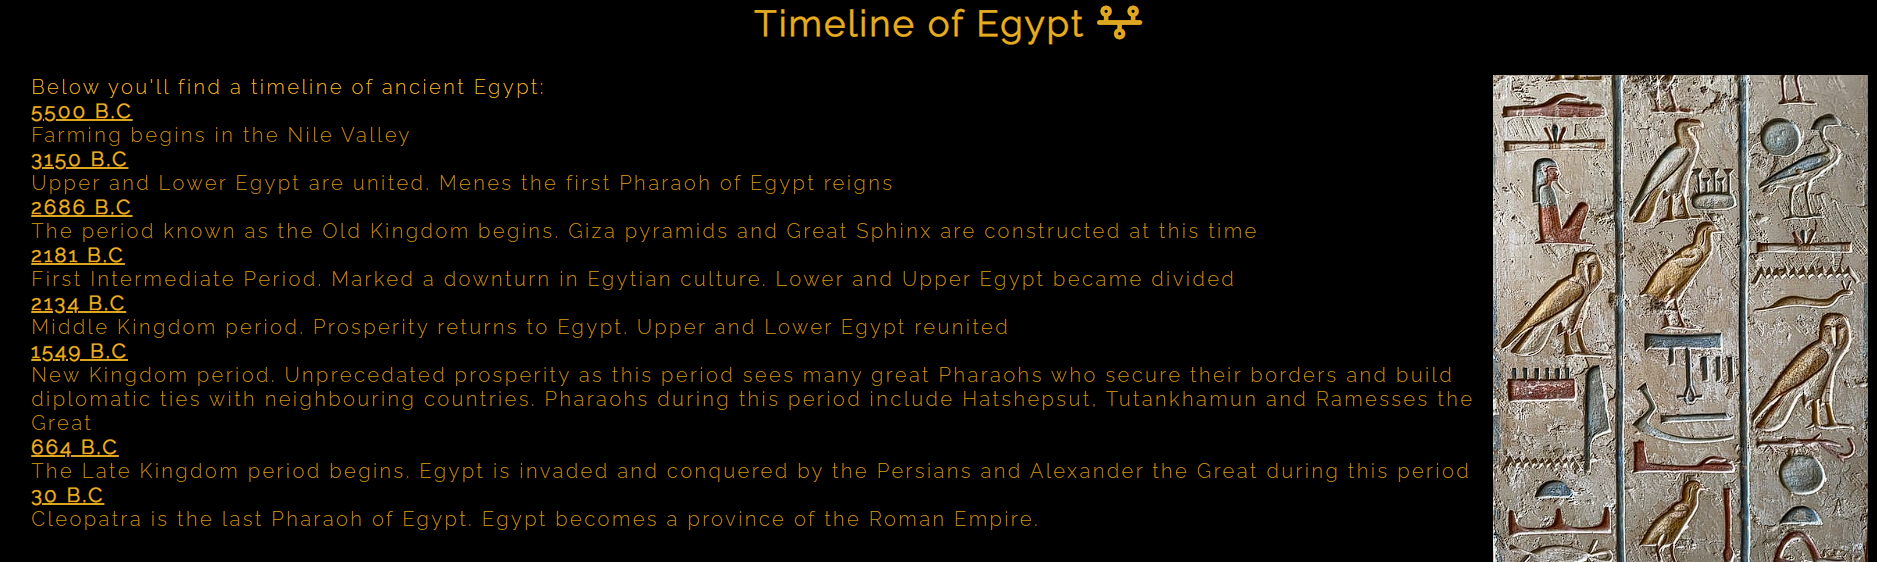 Timeline of Egypt
Below you'll find a timeline of ancient Egypt:
5500 B.C
Farming begins in the Nile Valley
3150 B.C
Upper and Lower Egypt are united. Menes the first Pharaoh of Egypt reigns
2686 B.C
The period known as the Old Kingdom begins. Giza pyramids and Great Sphinx are constructed at this time
2181 B.C
First Intermediate Period. Marked a downturn in Egytian culture. Lower and Upper Egypt became divided
2134 B.C
Middle Kingdom period. Prosperity returns to Egypt. Upper and Lower Egypt reunited
1549 B.C
New Kingdom period. Unprecedated prosperity as this period sees many great Pharaohs who secure their borders and build
diplomatic ties with neighbouring countries. Pharaohs during this period include Hatshepsut, Tutankhamun and Ramesses the
Great
664 B.C
The Late Kingdom period begins. Egypt is invaded and conquered by the Persians and Alexander the Great during this period
30 B.C
Cleopatra is the last Pharaoh of Egypt. Egypt becomes a province of the Roman Empire.